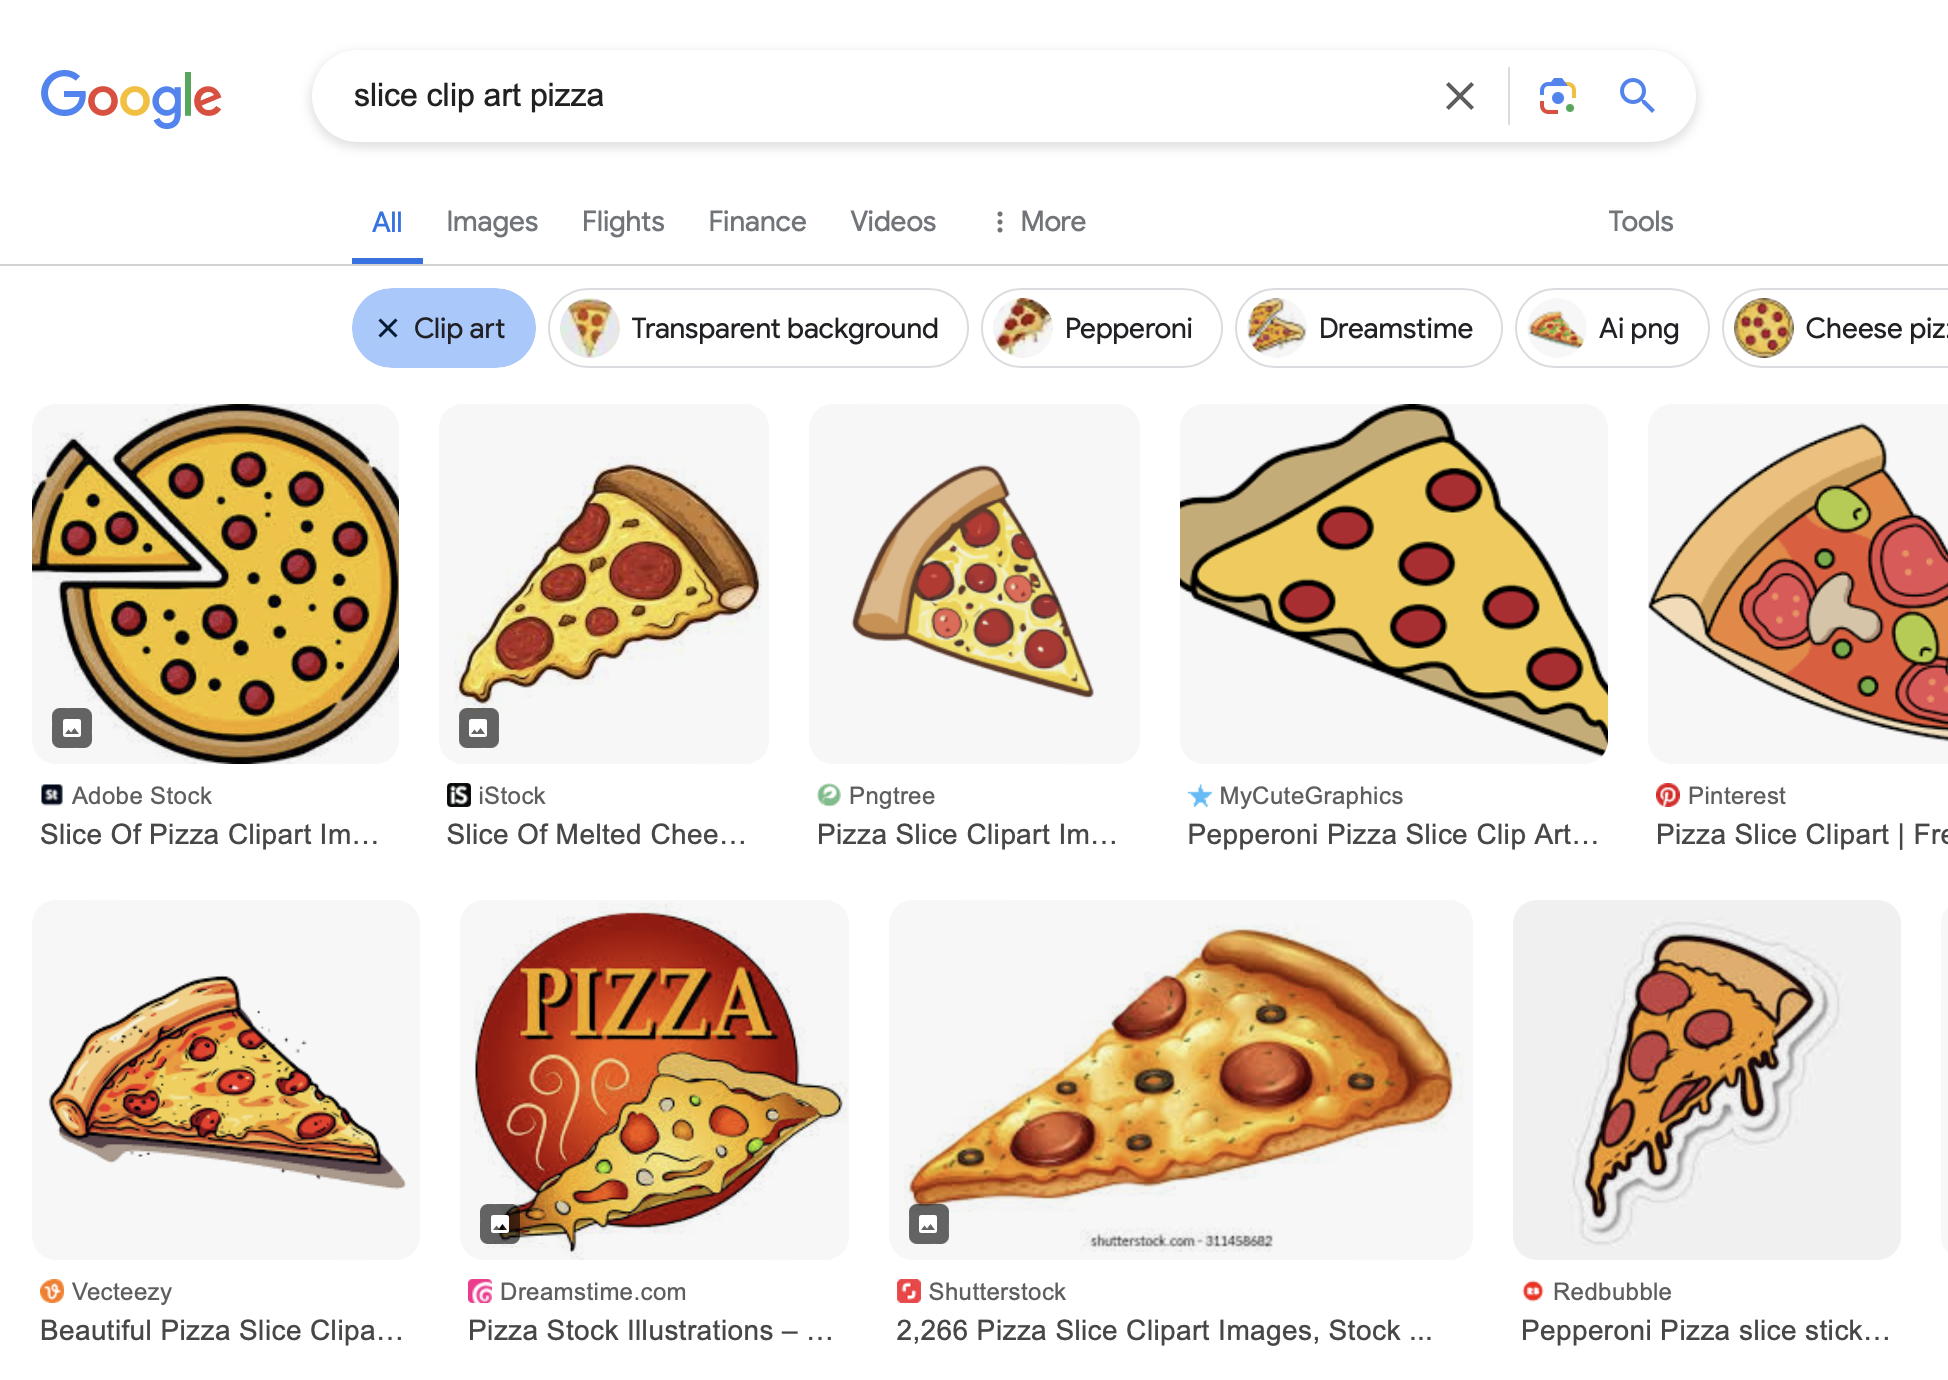 Google
slice clip art pizza
All Images Flights Finance Videos More Tools
Clip art Transparent background Pepperoni Dreamstime Ai png Cheese piz
St Adobe Stock
Slice Of Pizza Clipart Im...
iS iStock
Slice Of Melted Chee...
Pngtree
Pizza Slice Clipart Im...
MyCuteGraphics
Pepperoni Pizza Slice Clip Art...
Pinterest
Pizza Slice Clipart | Fre
PIZZA
shutterstock.com - 311458682
Vecteezy
Beautiful Pizza Slice Clipa...
Dreamstime.com
Pizza Stock Illustrations – ...
Shutterstock
2,266 Pizza Slice Clipart Images, Stock ...
Redbubble
Pepperoni Pizza slice stick...